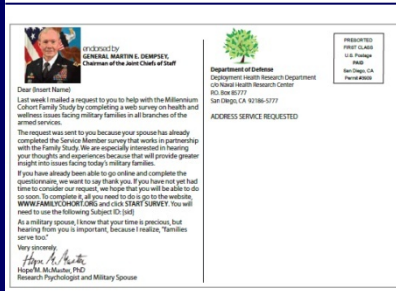 endorsed by
GENERAL MARTIN E. DEMPSEY,
Chairman of the Joint Chiefs of Staff
Dear (Insert Name)
Last week I mailed a request to you to help with the Millennium
Cohort Family Study by completing a web survey on health and
wellness issues facing military families in all branches of the
armed services.
The request was sent to you because your spouse has already
completed the Service Member survey that works in partnership
with the Family Study. We are especially interested in hearing
your thoughts and experiences because that will provide greater
insight into issues facing today's military families.
If you have already been able to go online and complete the
questionnaire, we want to say thank you. If you have not yet had
time to consider our request, we hope that you will be able to do
so soon. To complete it, all you need to do is go to the website,
WWW.FAMILYCOHORT.ORG and click START SURVEY. You will
need to use the following Subject ID: {sid}
As a military spouse, I know that your time is precious, but
hearing from you is important, because I realize, "families
serve too."
Very sincerely,
Hope M. McMaster
Hope M. McMaster, PhD
Research Psychologist and Military Spouse
Department of Defense
Deployment Health Research Department
c/o Naval Health Research Center
P.O. Box 85777
San Diego, CA 92186-5777
ADDRESS SERVICE REQUESTED
PRESORTED
FIRST CLASS
U.S. Postage
PAID
San Diego, CA